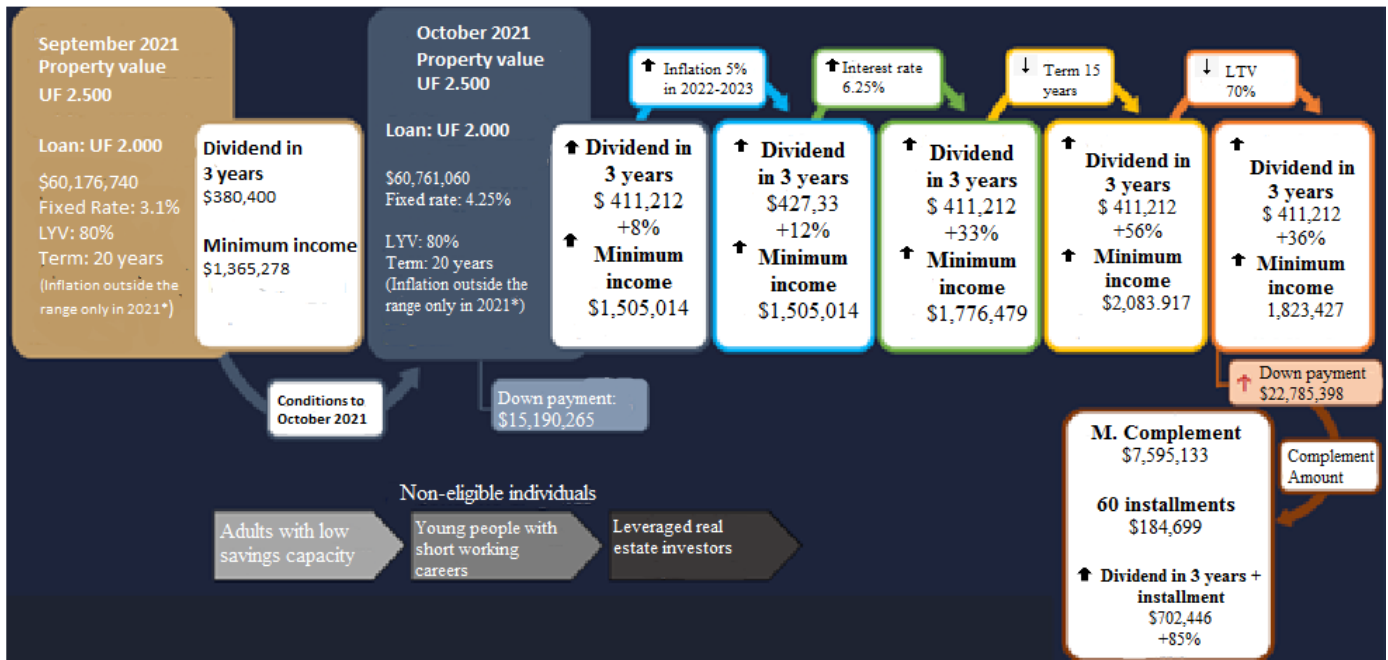 September 2021
Property value
UF 2.500
Loan: UF 2.000
$60,176,740
Fixed Rate: 3.1%
LYV: 80%
Term: 20 years
(Inflation outside the
range only in 2021*)
Dividend in
3 years
$380,400
Minimum income
$1,365,278
Conditions to
October 2021
October 2021
Property value
UF 2.500
Loan: UF 2.000
$60,761,060
Fixed rate: 4.25%
LYV: 80%
Term: 20 years
(Inflation outside the
range only in 2021*)
Down payment:
$15,190,265
Dividend in
3 years
$ 411,212
+8%
Minimum
income
$1,505,014
Inflation 5%
in 2022-2023
Dividend
in 3 years
$427,33
+12%
Minimum
income
$1,505,014
Interest rate
6.25%
Dividend
in 3 years
$ 411,212
+33%
Minimum
income
$1,776,479
Term 15
years
Dividend in
3 years
$ 411,212
+56%
Minimum
income
$2,083.917
LTV
70%
Dividend in
3 years
$ 411,212
+36%
Minimum
income
1,823,427
Down payment
$22,785,398
Complement
Amount
M. Complement
$7,595,133
60 installments
$184,699
Dividend in 3 years +
installment
$702,446
+85%
Non-eligible individuals
Adults with low
savings capacity
Young people with
short working
careers
Leveraged real
estate investors